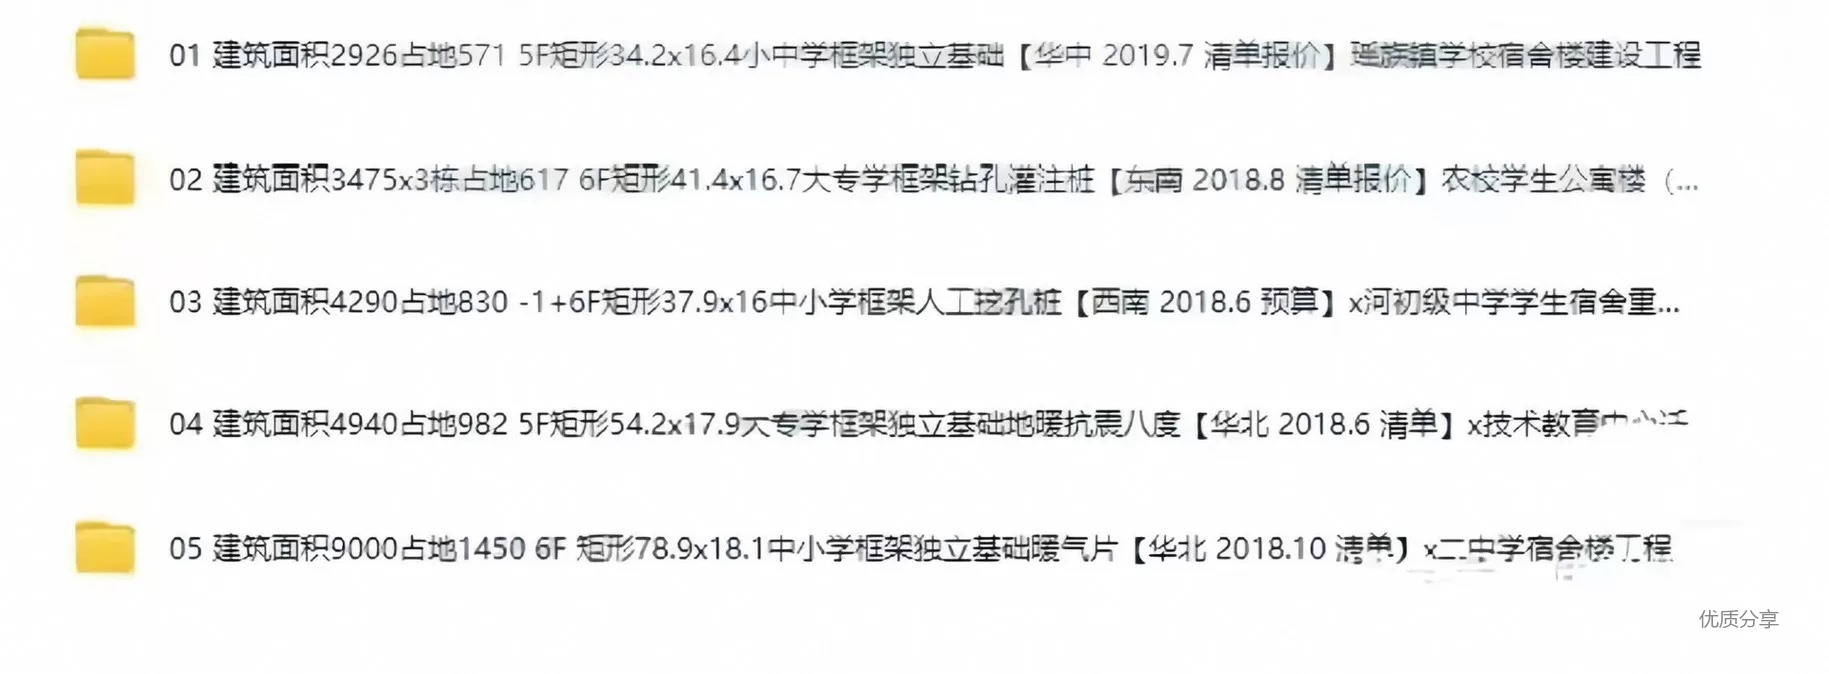 01 建筑面积2926占地571 5F矩形34.2x16.4小中学框架独立基础【华中 2019.7 清单报价】瑶族镇学校宿舍楼建设工程
02 建筑面积3475x3栋占地617 6F矩形41.4x16.7大专学框架钻孔灌注桩【东南 2018.8 清单报价】农校学生公寓楼（...
03 建筑面积4290占地830 -1+6F矩形37.9x16中小学框架人工挖孔桩【西南 2018.6 预算】x河初级中学学生宿舍重...
04 建筑面积4940占地982 5F矩形54.2x17.9大专学框架独立基础地暖抗震八度【华北 2018.6 清单】x技术教育中心
05 建筑面积9000占地1450 6F 矩形78.9x18.1中小学框架独立基础暖气片【华北 2018.10 清单】x二中学宿舍楼工程
优质分享